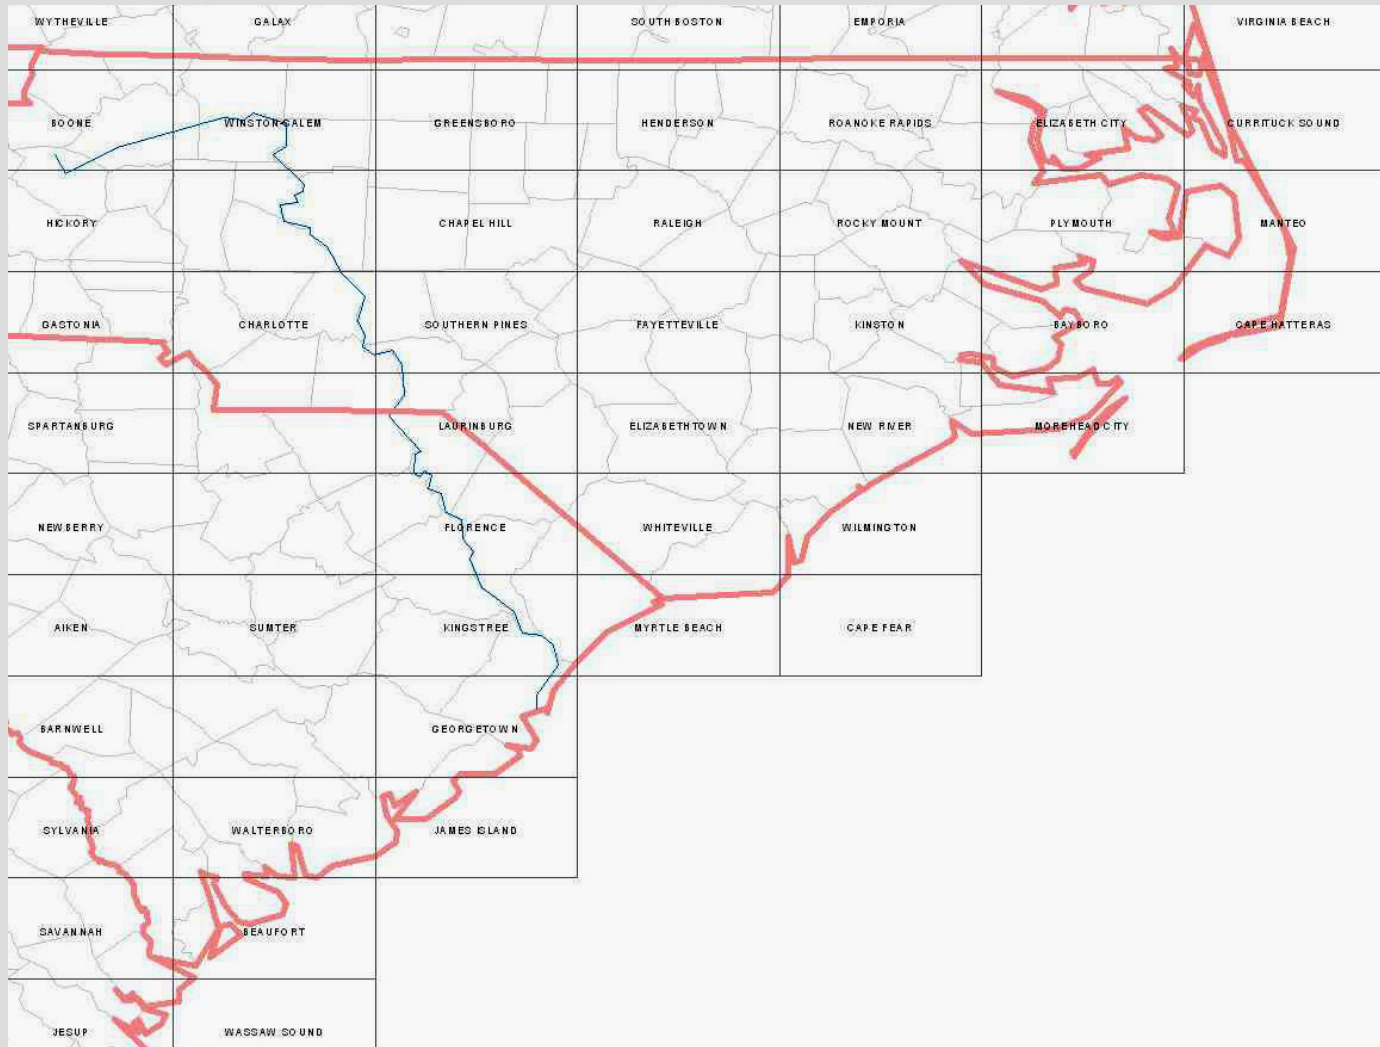 WYTHEVILLE GALAX SOUTH BOSTON EMPORIA VIRGINIA BEACH
BOONE WINSTON-SALEM GREENSBORO HENDERSON ROANOKE RAPIDS ELIZABETH CITY CURRITUCK SOUND
HICKORY CHAPEL HILL RALEIGH ROCKY MOUNT PLYMOUTH MANTEO
GASTONIA CHARLOTTE SOUTHERN PINES FAYETTEVILLE KINSTON BAYBORO CAPE HATTERAS
SPARTANBURG LAURINBURG ELIZABETHTOWN NEW RIVER MOREHEAD CITY
NEWBERRY FLORENCE WHITEVILLE WILMINGTON
AIKEN SUMTER KINGSTREE MYRTLE BEACH CAPE FEAR
BARNWELL GEORGETOWN
SYLVANIA WALTERBORO JAMES ISLAND
SAVANNAH BEAUFORT
JESUP WASSAW SOUND